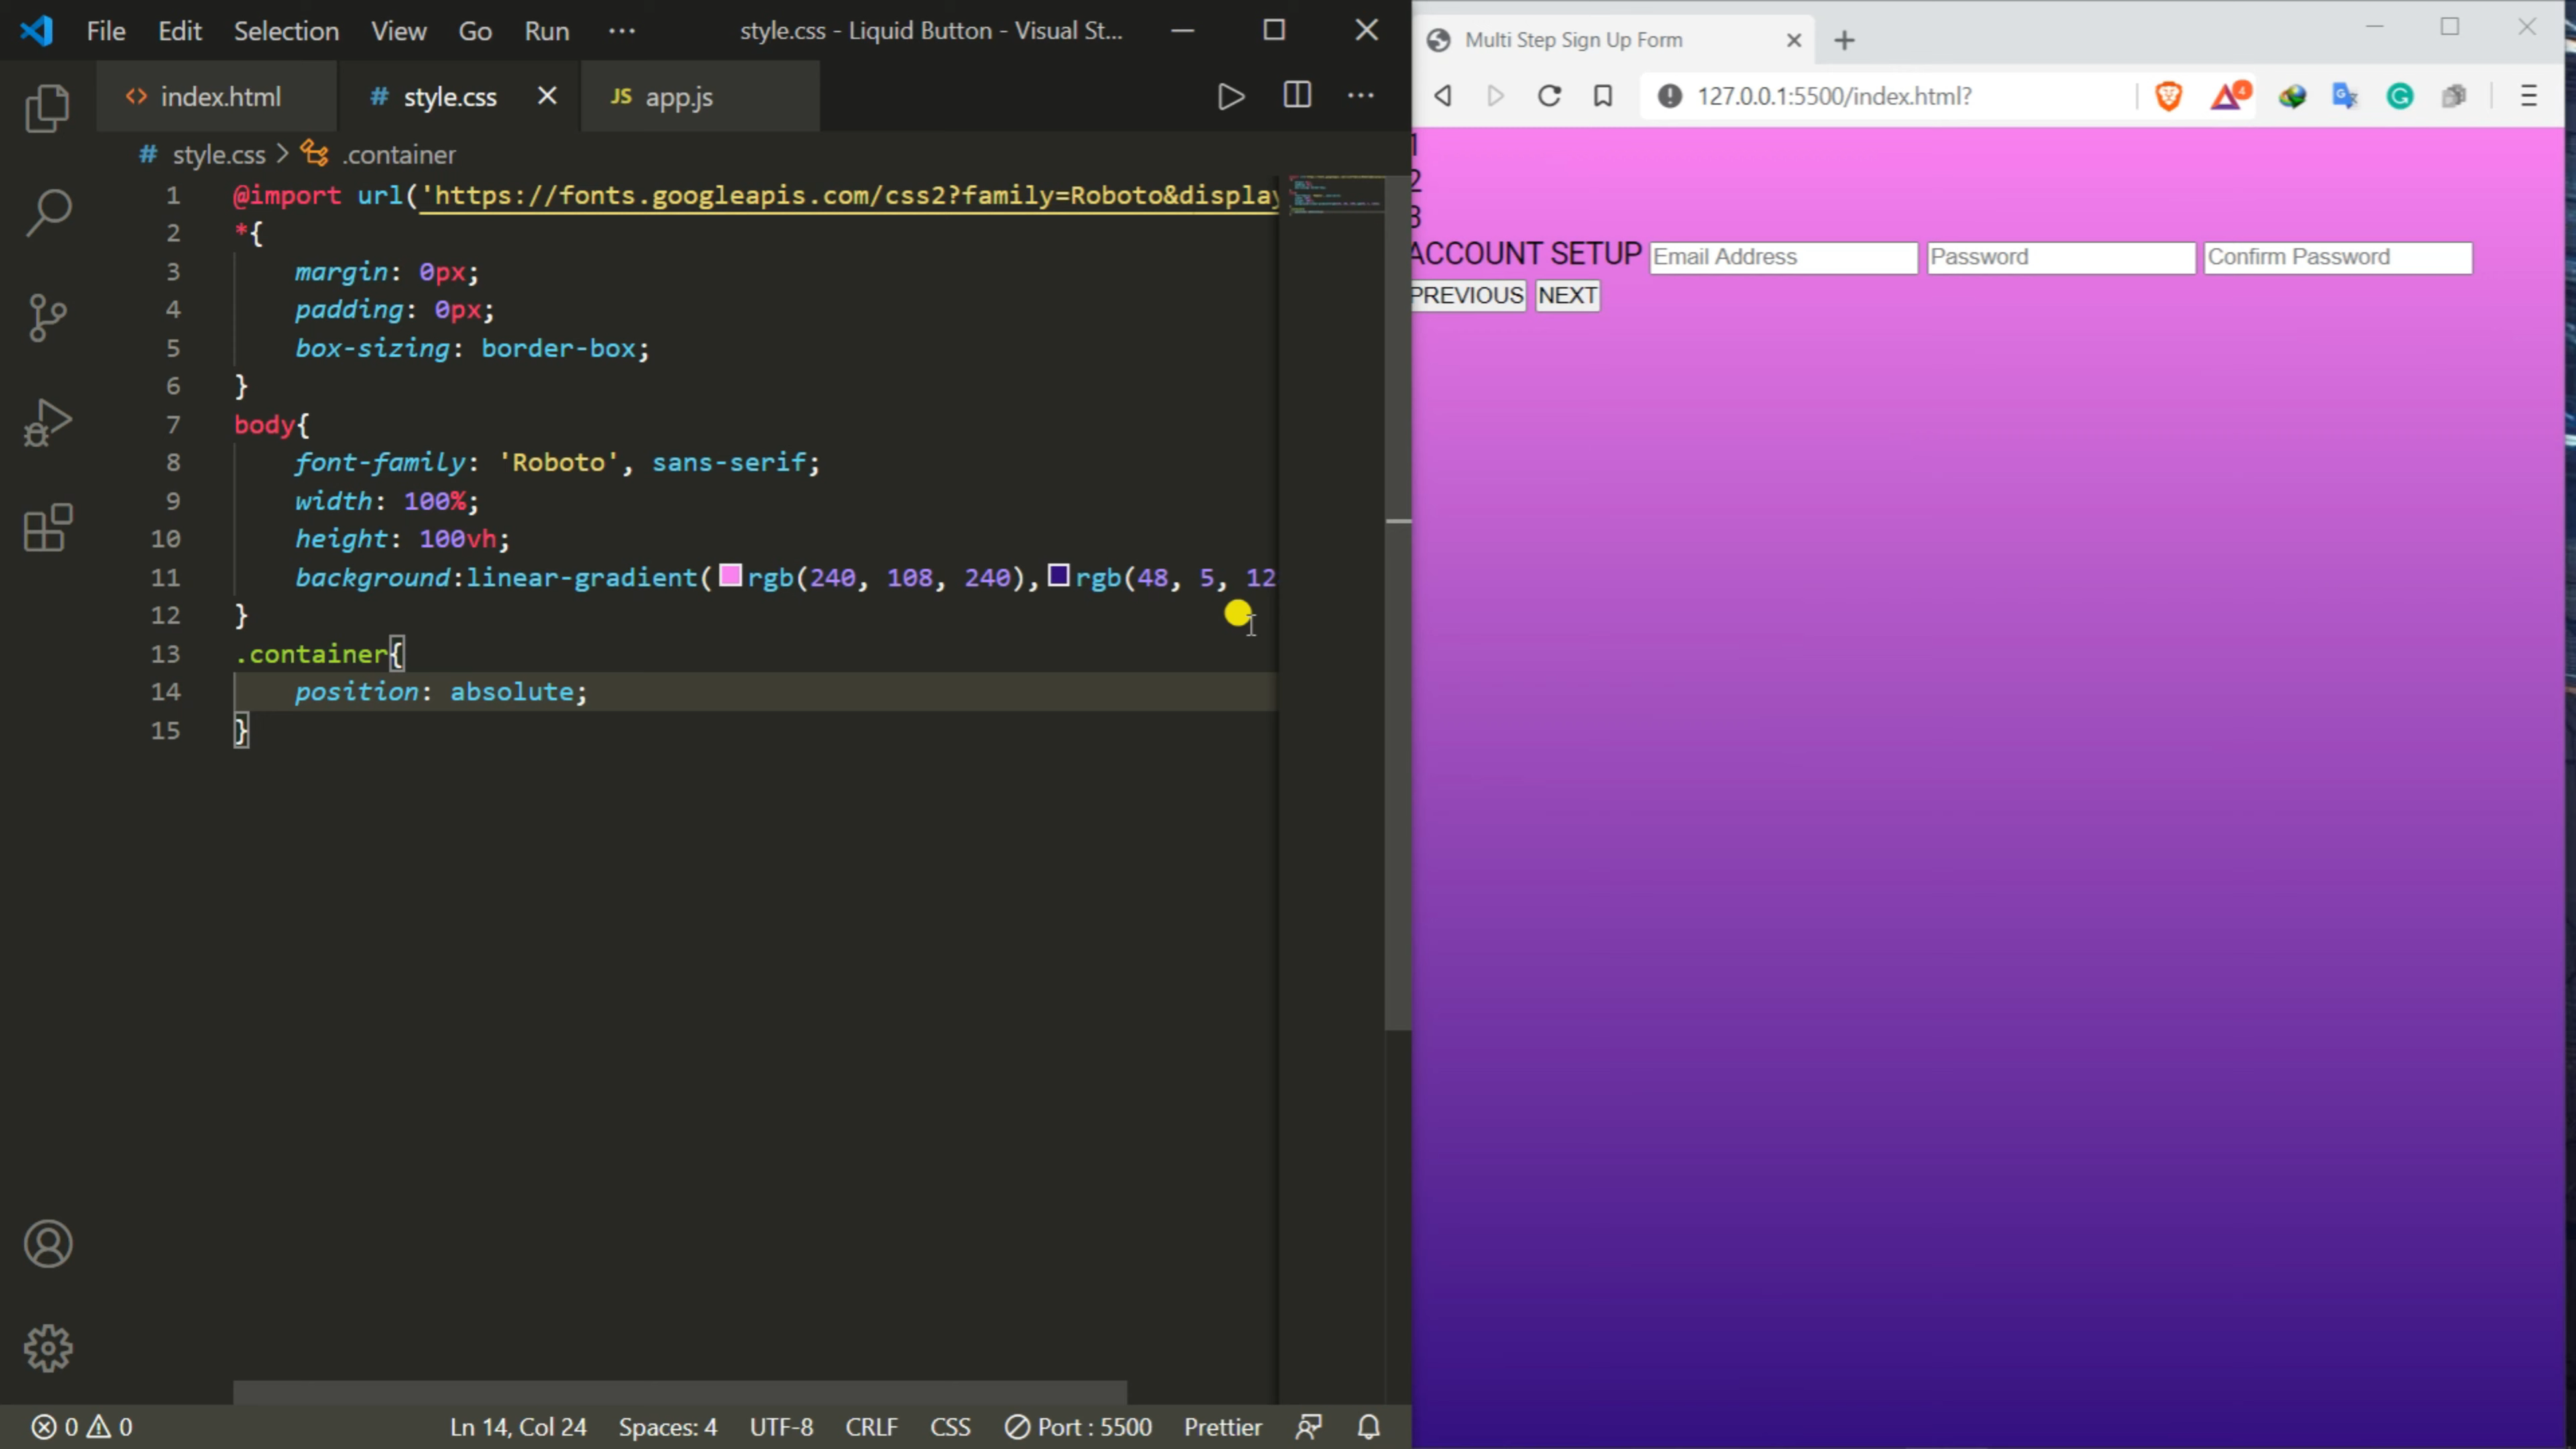 File Edit Selection View Go Run ··· style.css - Liquid Button - Visual St...
index.html # style.css JS app.js
# style.css > .container
1 @import url('https://fonts.googleapis.com/css2?family=Roboto&display
2 *{
3 margin: 0px;
4 padding: 0px;
5 box-sizing: border-box;
6 }
7 body{
8 font-family: 'Roboto', sans-serif;
9 width: 100%;
10 height: 100vh;
11 background:linear-gradient(rgb(240, 108, 240),rgb(48, 5, 12
12 }
13 .container{
14 position: absolute;
15 }
0 0 Ln 14, Col 24 Spaces: 4 UTF-8 CRLF CSS Port : 5500 Prettier
Multi Step Sign Up Form
127.0.0.1:5500/index.html? 4
1
2
3
ACCOUNT SETUP Email Address Password Confirm Password
PREVIOUS NEXT